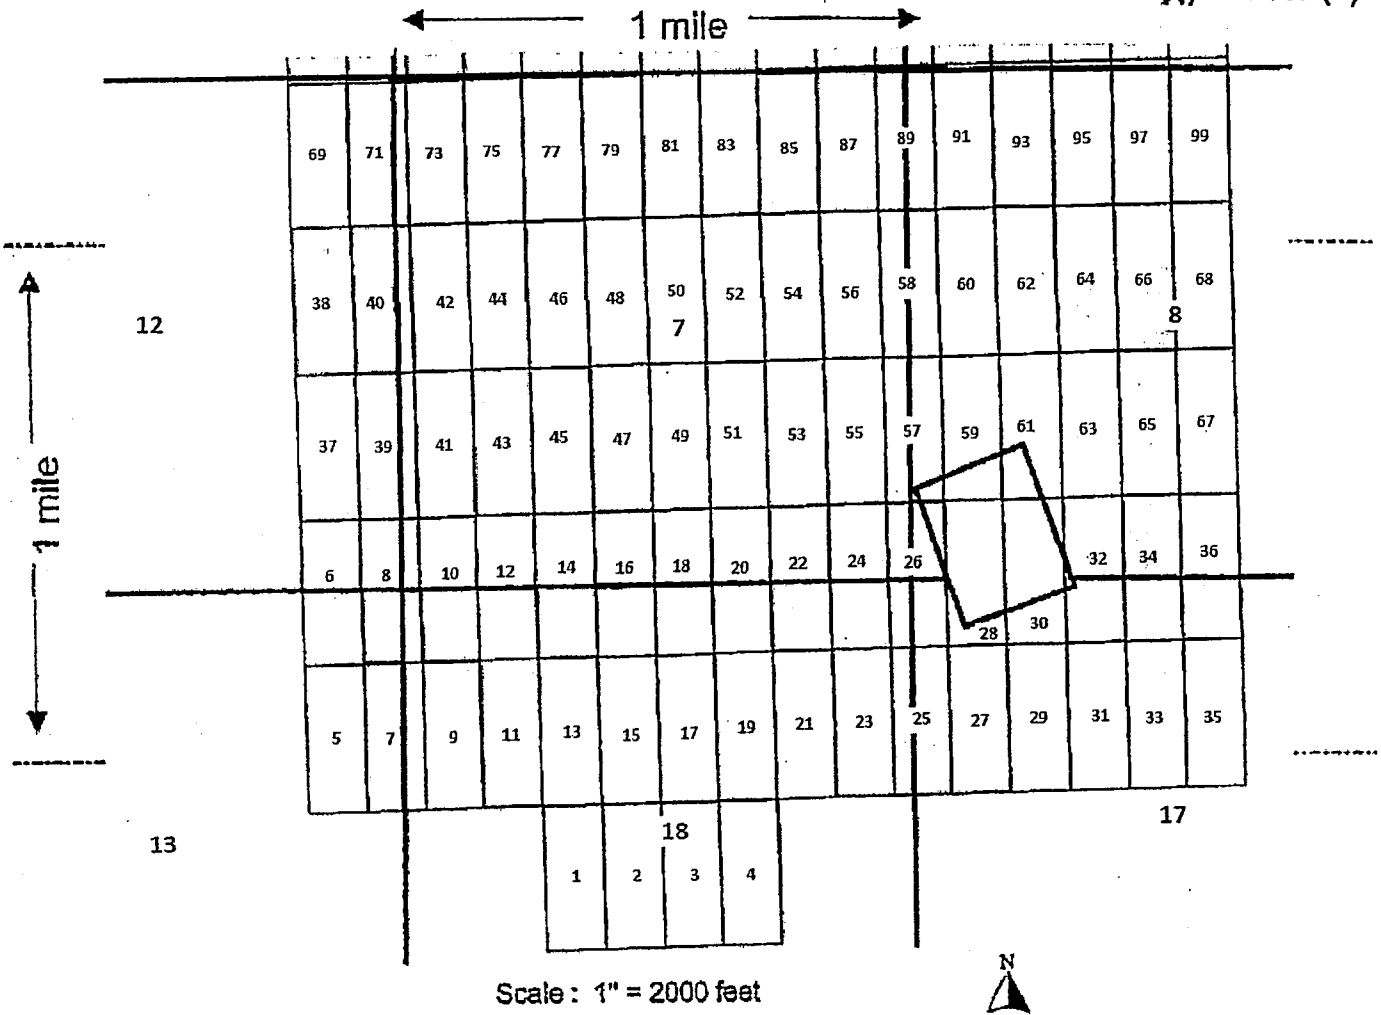 1 mile
69 71 73 75 77 79 81 83 85 87 89 91 93 95 97 99
38 40 42 44 46 48 50 52 54 56 58 60 62 64 66 68
12 7 8
37 39 41 43 45 47 49 51 53 55 57 59 61 63 65 67
1 mile
6 8 10 12 14 16 18 20 22 24 26 32 34 36
28 30
5 7 9 11 13 15 17 19 21 23 25 27 29 31 33 35
13 18 17
1 2 3 4
N
Scale : 1" = 2000 feet